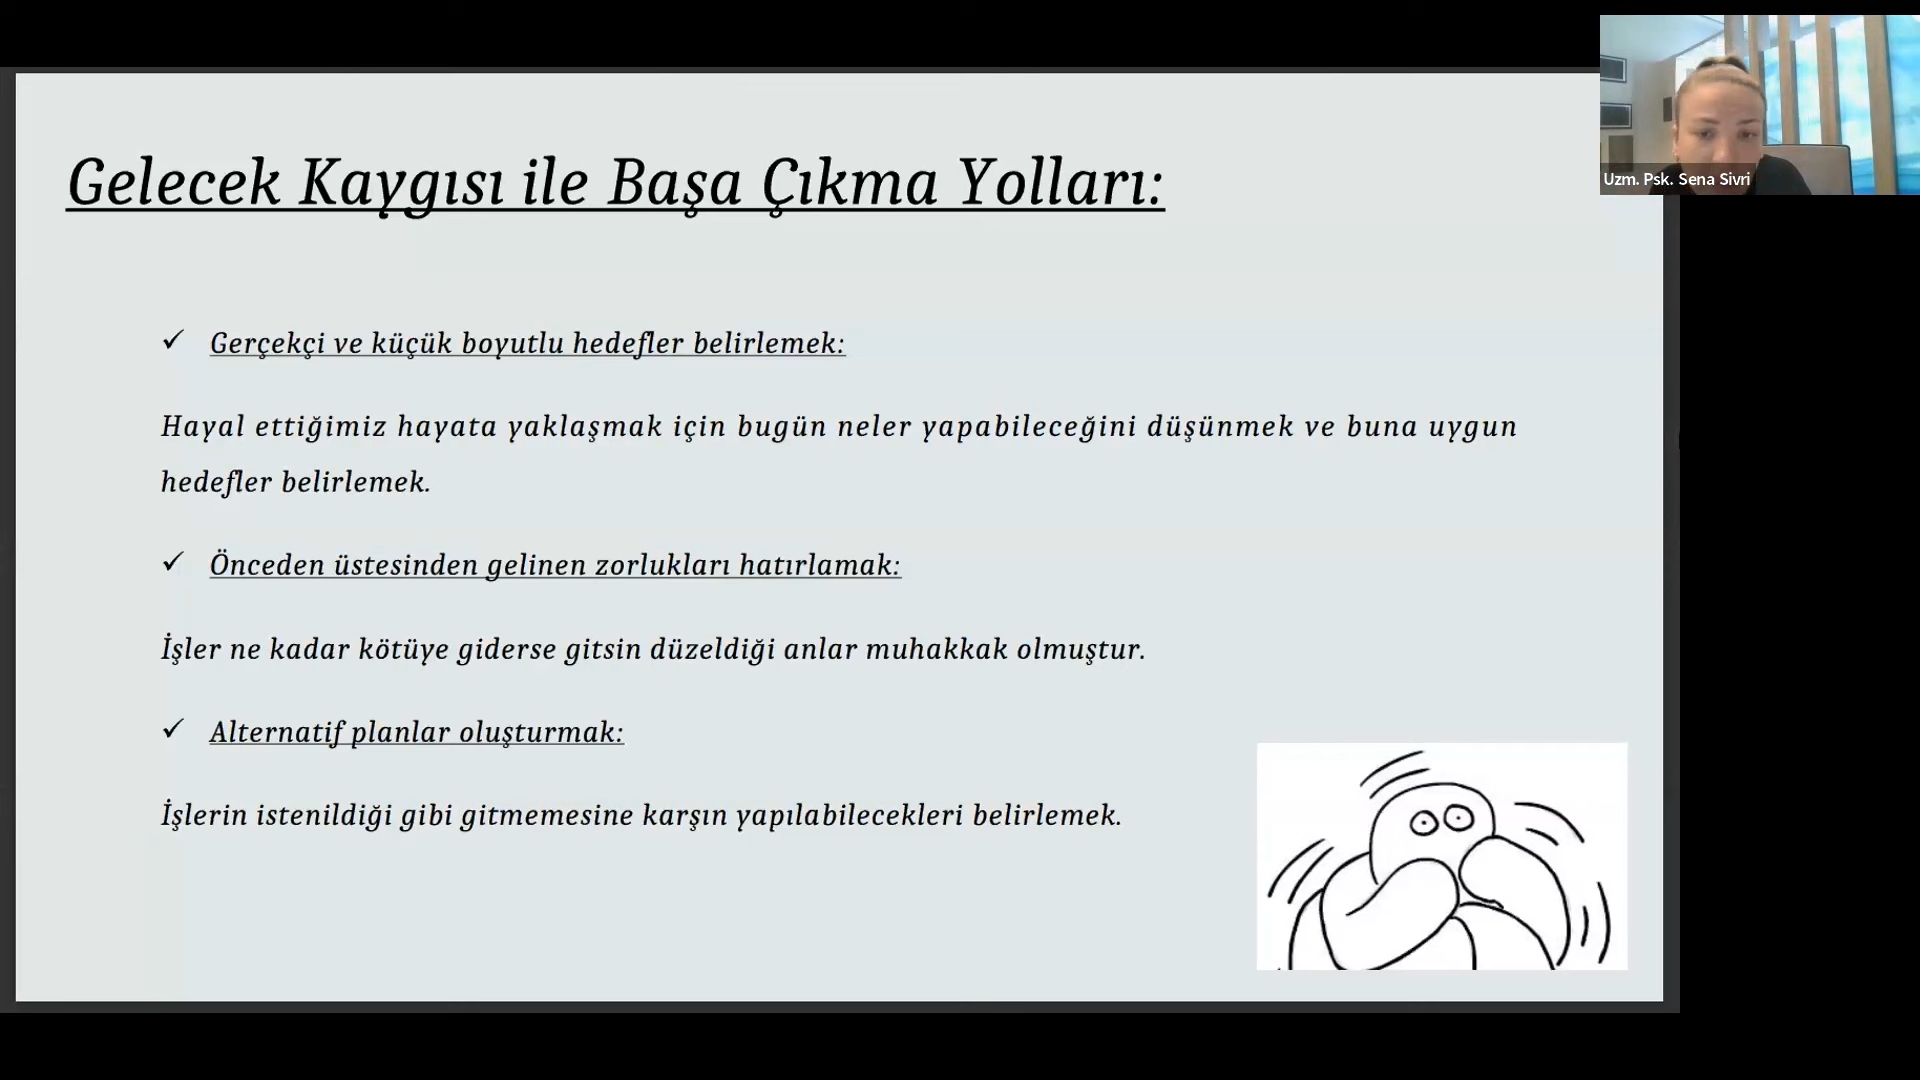 Gelecek Kaygısı ile Başa Çıkma Yolları:
✓ Gerçekçi ve küçük boyutlu hedefler belirlemek:
Hayal ettiğimiz hayata yaklaşmak için bugün neler yapabileceğini düşünmek ve buna uygun
hedefler belirlemek.
✓ Önceden üstesinden gelinen zorlukları hatırlamak:
İşler ne kadar kötüye giderse gitsin düzeldiği anlar muhakkak olmuştur.
✓ Alternatif planlar oluşturmak:
İşlerin istenildiği gibi gitmemesine karşın yapılabilecekleri belirlemek.
Uzm. Psk. Sena Sivri